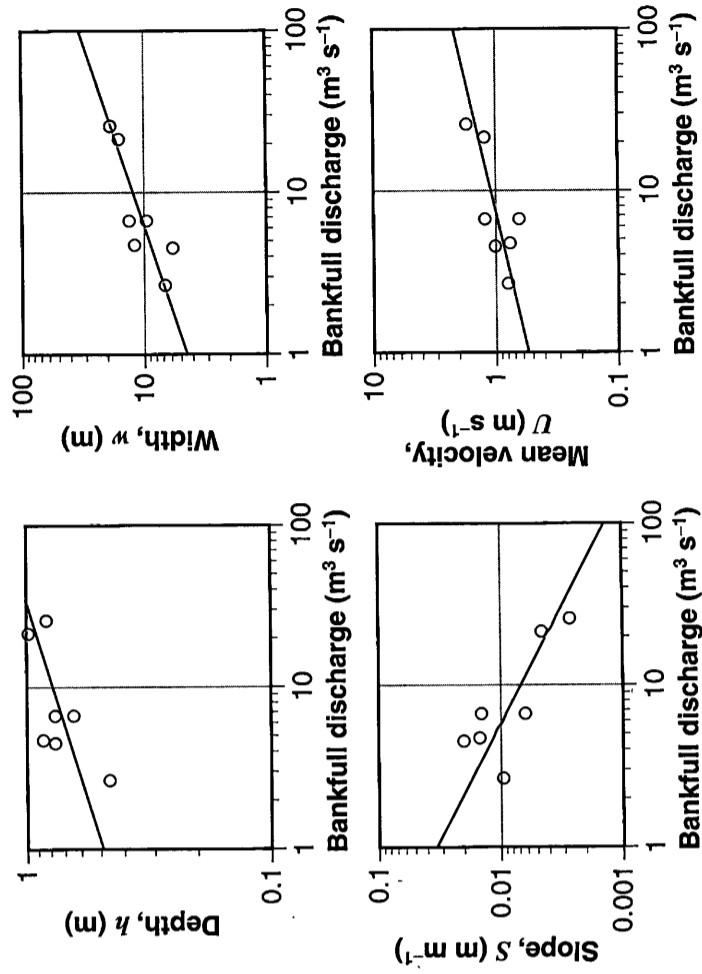 Depth, h (m)
1
0.1
1
10
100
Bankfull discharge (m³ s⁻¹)
Width, w (m)
100
10
1
1
10
100
Bankfull discharge (m³ s⁻¹)
Slope, S (m m⁻¹)
0.1
0.01
0.001
1
10
100
Bankfull discharge (m³ s⁻¹)
Mean velocity,
U (m s⁻¹)
10
1
0.1
1
10
100
Bankfull discharge (m³ s⁻¹)